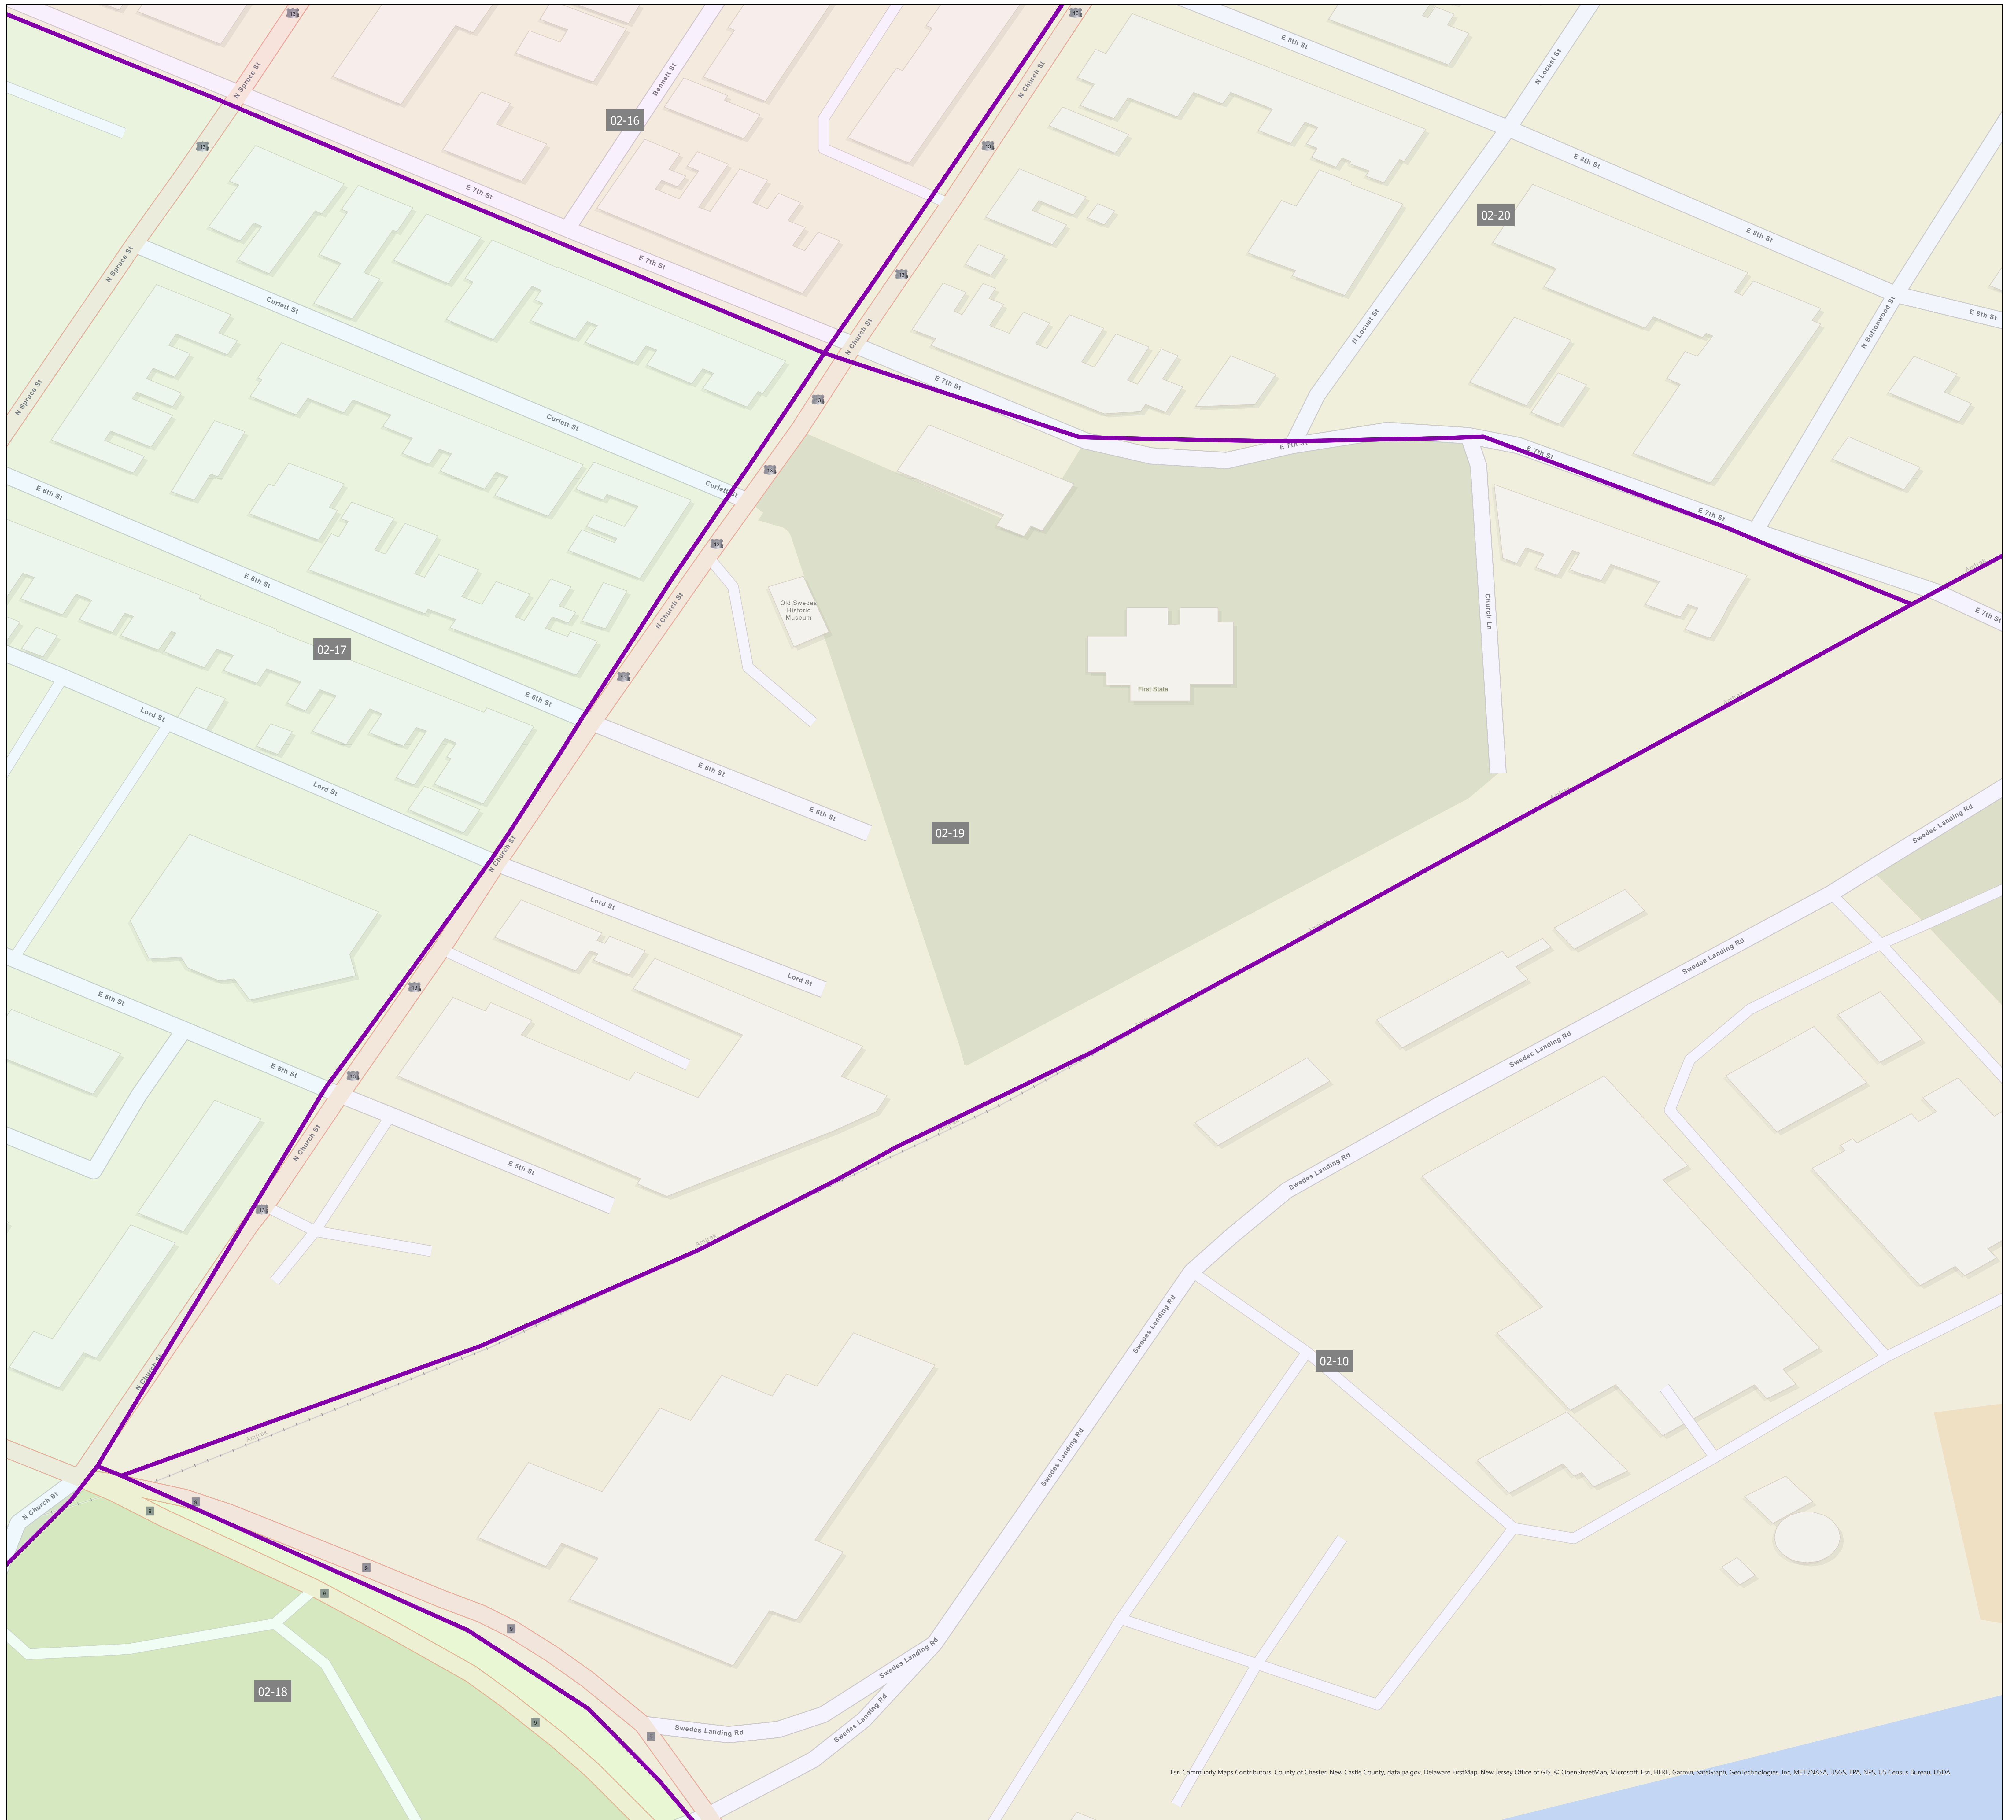 E 8th St
N Locust St
N Spruce St
Bennett St
N Church St
02-16
E 8th St
E 7th St
02-20
E 8th St
N Spruce St
E 7th St
Curlett St
N Church St
N Locust St
N Buttonwood St
E 8th St
N Spruce St
E 7th St
Curlett St
E 7th St
E 7th St
E 6th St
Curlett St
E 7th St
E 6th St
N Church St
Old Swedes
Historic
Museum
Church Ln
E 7th St
02-17
First State
E 6th St
Lord St
E 6th St
Lord St
E 6th St
02-19
Swedes Landing Rd
N Church St
Lord St
Lord St
Swedes Landing Rd
E 5th St
Swedes Landing Rd
E 5th St
N Church St
E 5th St
Swedes Landing Rd
Amtrak
Swedes Landing Rd
02-10
N Church St
Amtrak
Swedes Landing Rd
N Church St
Swedes Landing Rd
02-18
Swedes Landing Rd
Swedes Landing Rd
Esri Community Maps Contributors, County of Chester, New Castle County, data.pa.gov, Delaware FirstMap, New Jersey Office of GIS, © OpenStreetMap, Microsoft, Esri, HERE, Garmin, SafeGraph, GeoTechnologies, Inc, METI/NASA, USGS, EPA, NPS, US Census Bureau, USDA